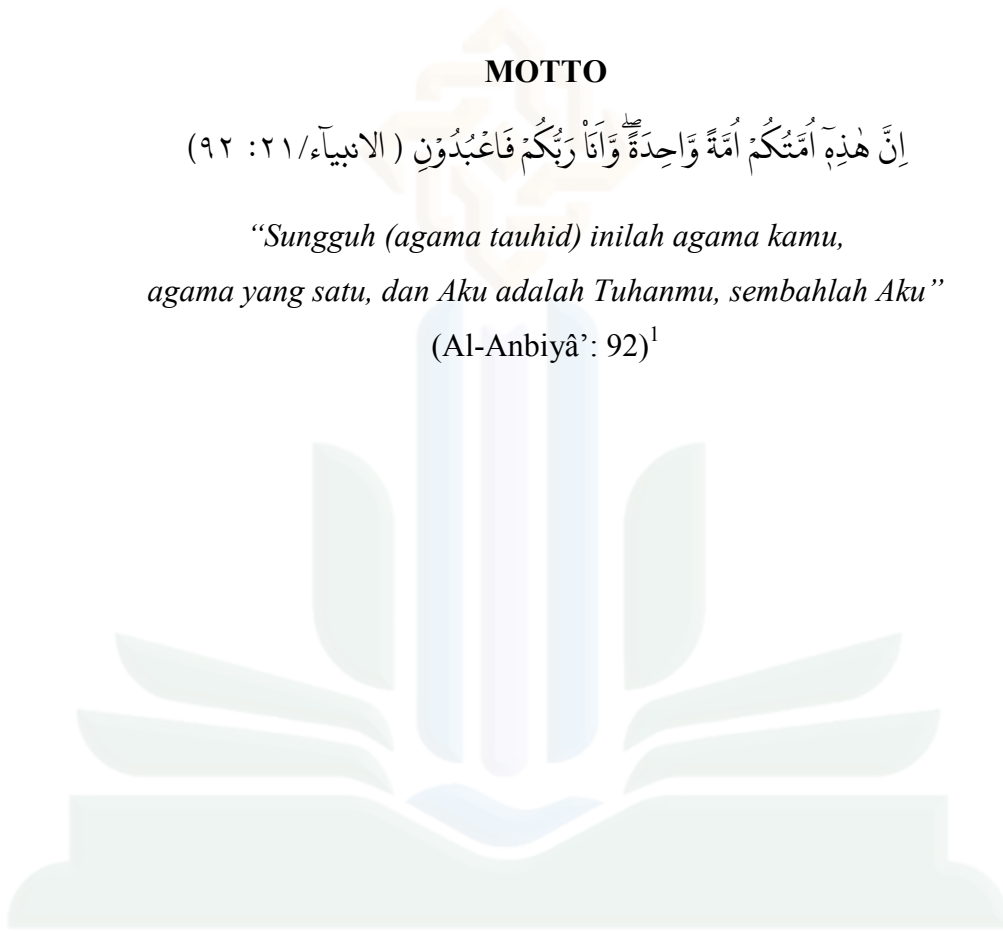 MOTTO
اِنَّ هٰذِهٖٓ اُمَّتُكُمْ اُمَّةً وَّاحِدَةًۖ وَّاَنَا۠ رَبُّكُمْ فَاعْبُدُوْنِ ( الانبيآء/٢١: ٩٢)
“Sungguh (agama tauhid) inilah agama kamu,
agama yang satu, dan Aku adalah Tuhanmu, sembahlah Aku”
(Al-Anbiyâ’: 92)¹